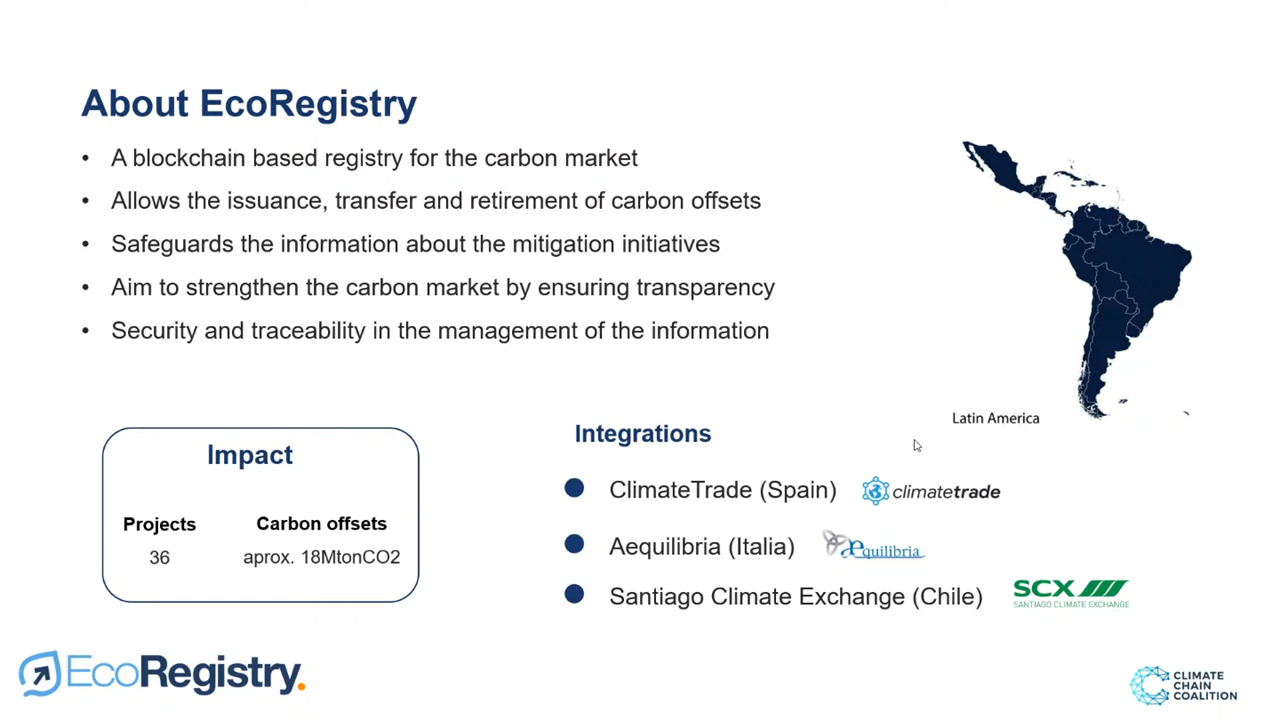 About EcoRegistry
• A blockchain based registry for the carbon market
• Allows the issuance, transfer and retirement of carbon offsets
• Safeguards the information about the mitigation initiatives
• Aim to strengthen the carbon market by ensuring transparency
• Security and traceability in the management of the information
Latin America
Impact
Projects
36
Carbon offsets
aprox. 18MtonCO2
Integrations
ClimateTrade (Spain)
climatetrade
Aequilibria (Italia)
æquilibria
Santiago Climate Exchange (Chile)
SCX
SANTIAGO CLIMATE EXCHANGE
EcoRegistry.
CLIMATE
CHAIN
COALITION